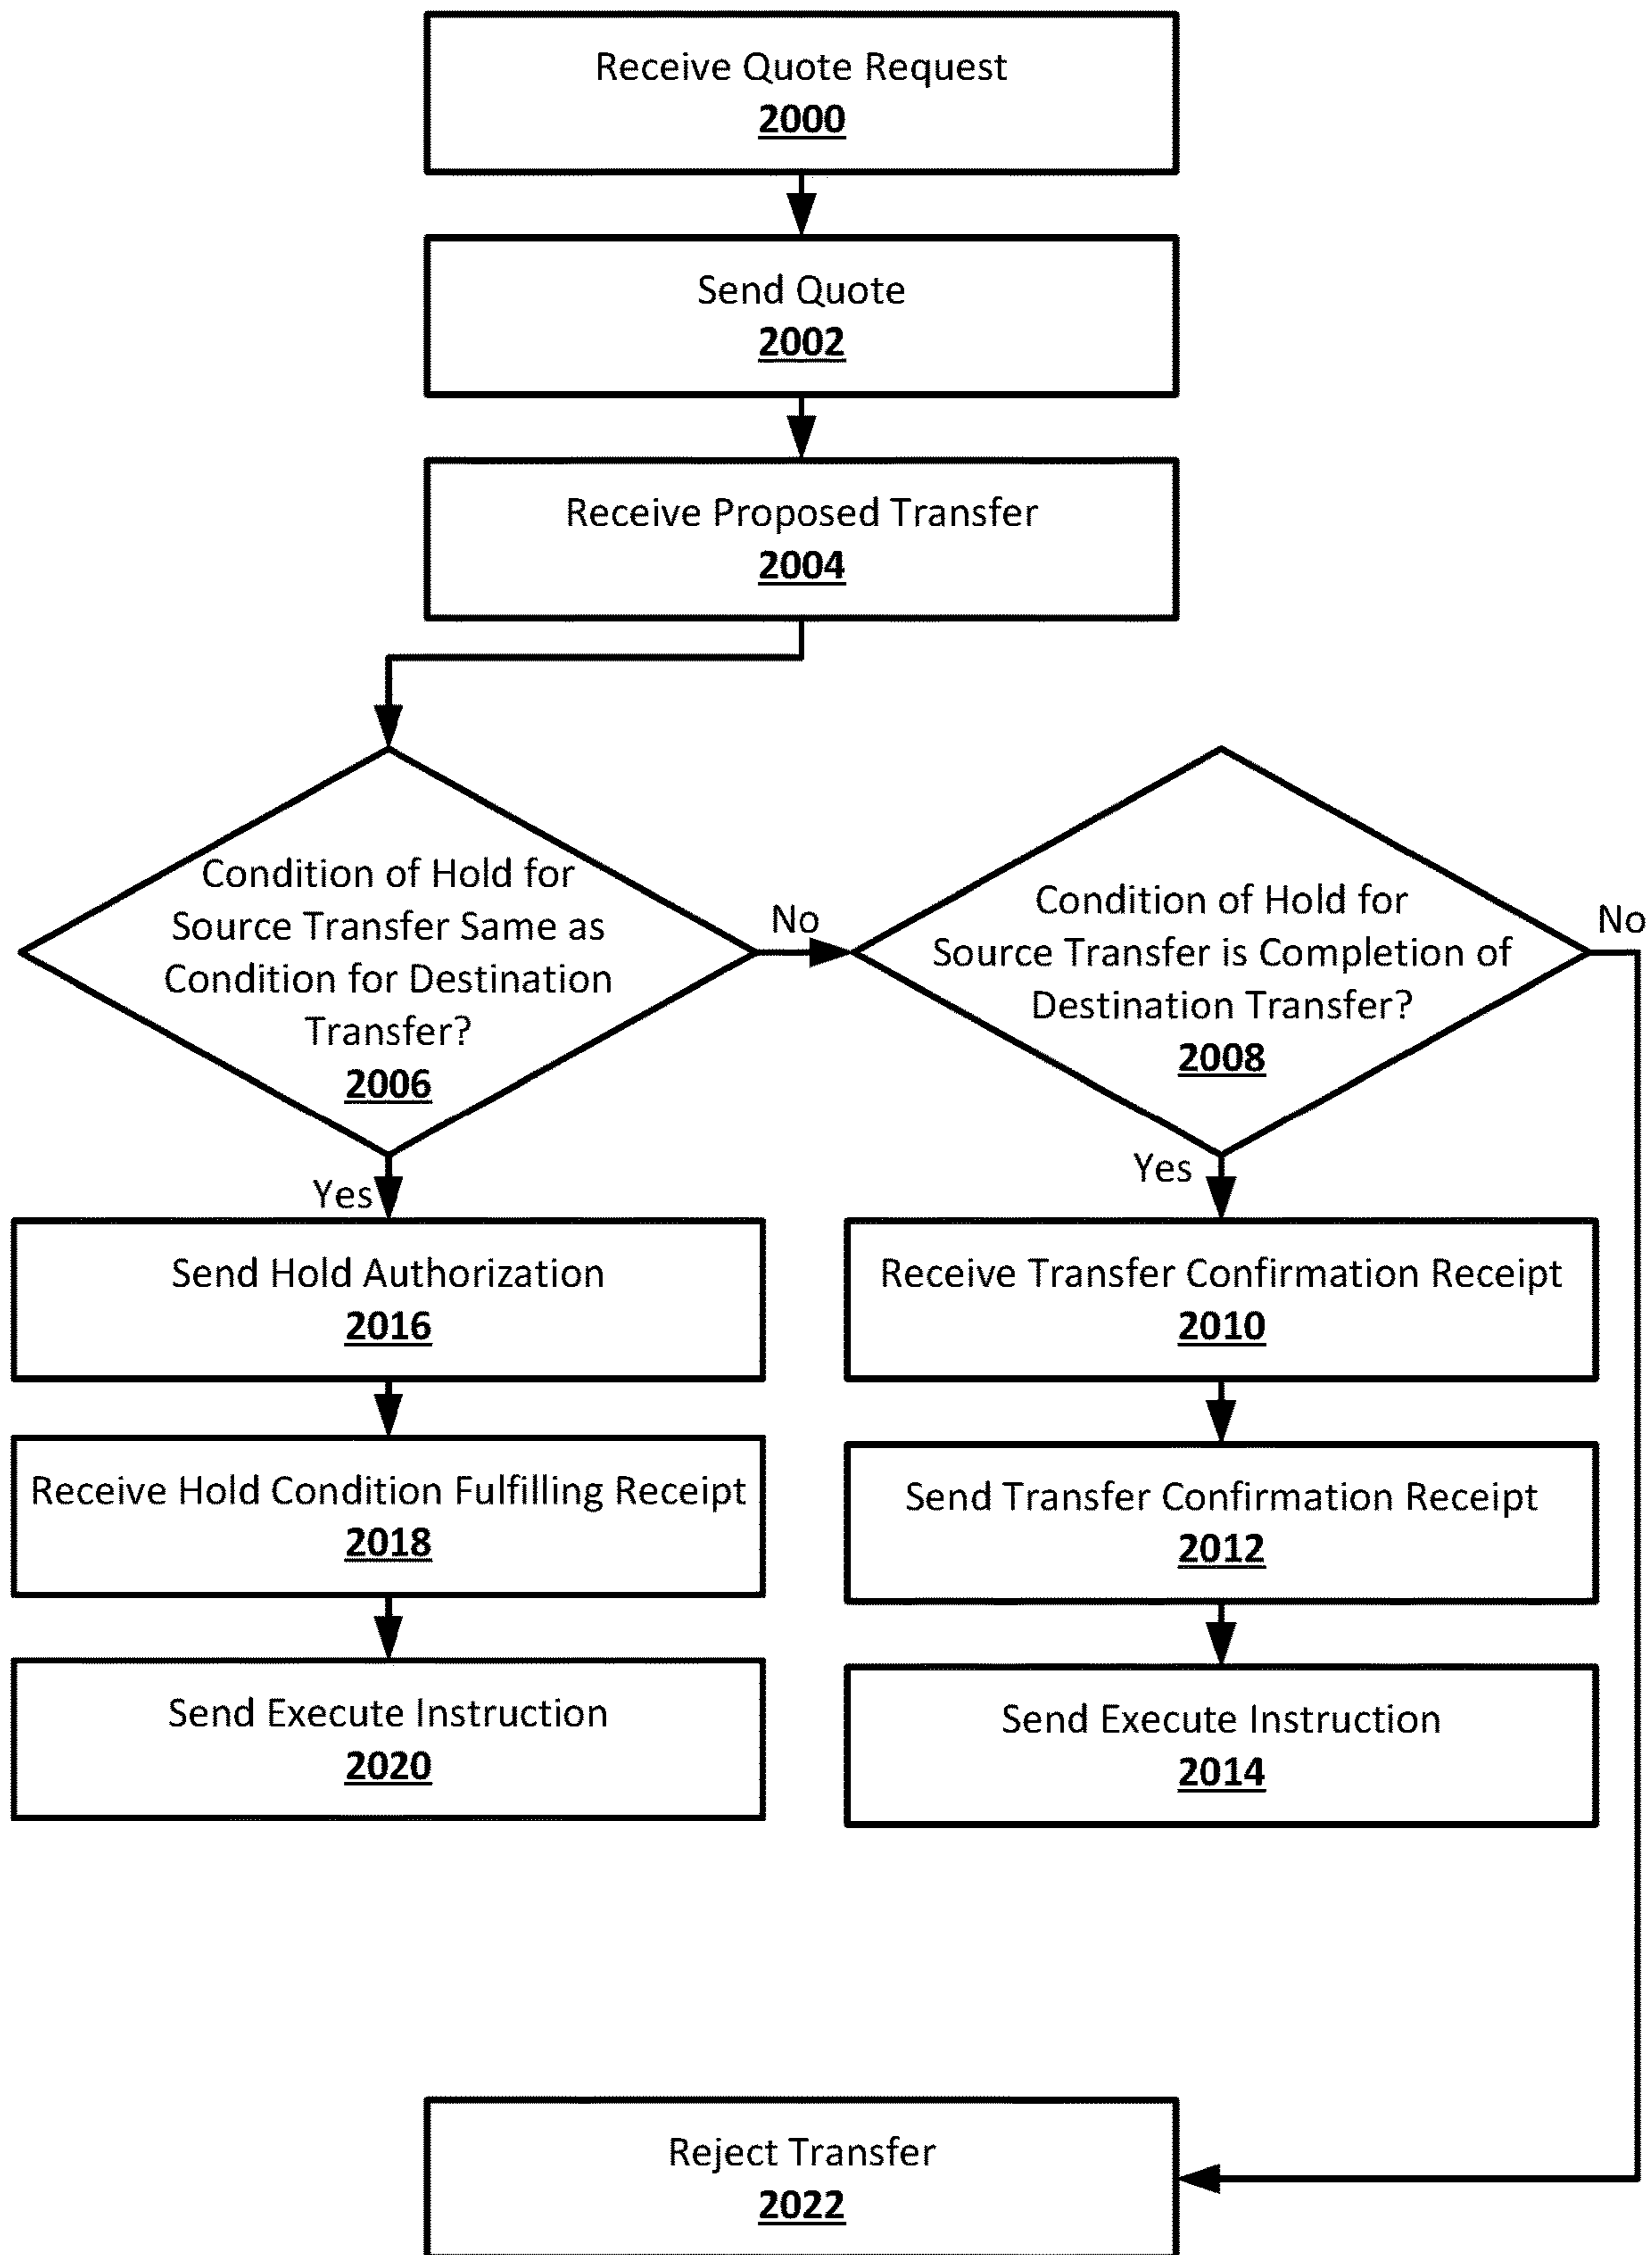 Receive Quote Request
2000
Send Quote
2002
Receive Proposed Transfer
2004
Condition of Hold for
Source Transfer Same as
Condition for Destination
Transfer?
2006
No
Condition of Hold for
Source Transfer is Completion of
Destination Transfer?
2008
No
Yes
Yes
Send Hold Authorization
2016
Receive Transfer Confirmation Receipt
2010
Receive Hold Condition Fulfilling Receipt
2018
Send Transfer Confirmation Receipt
2012
Send Execute Instruction
2020
Send Execute Instruction
2014
Reject Transfer
2022